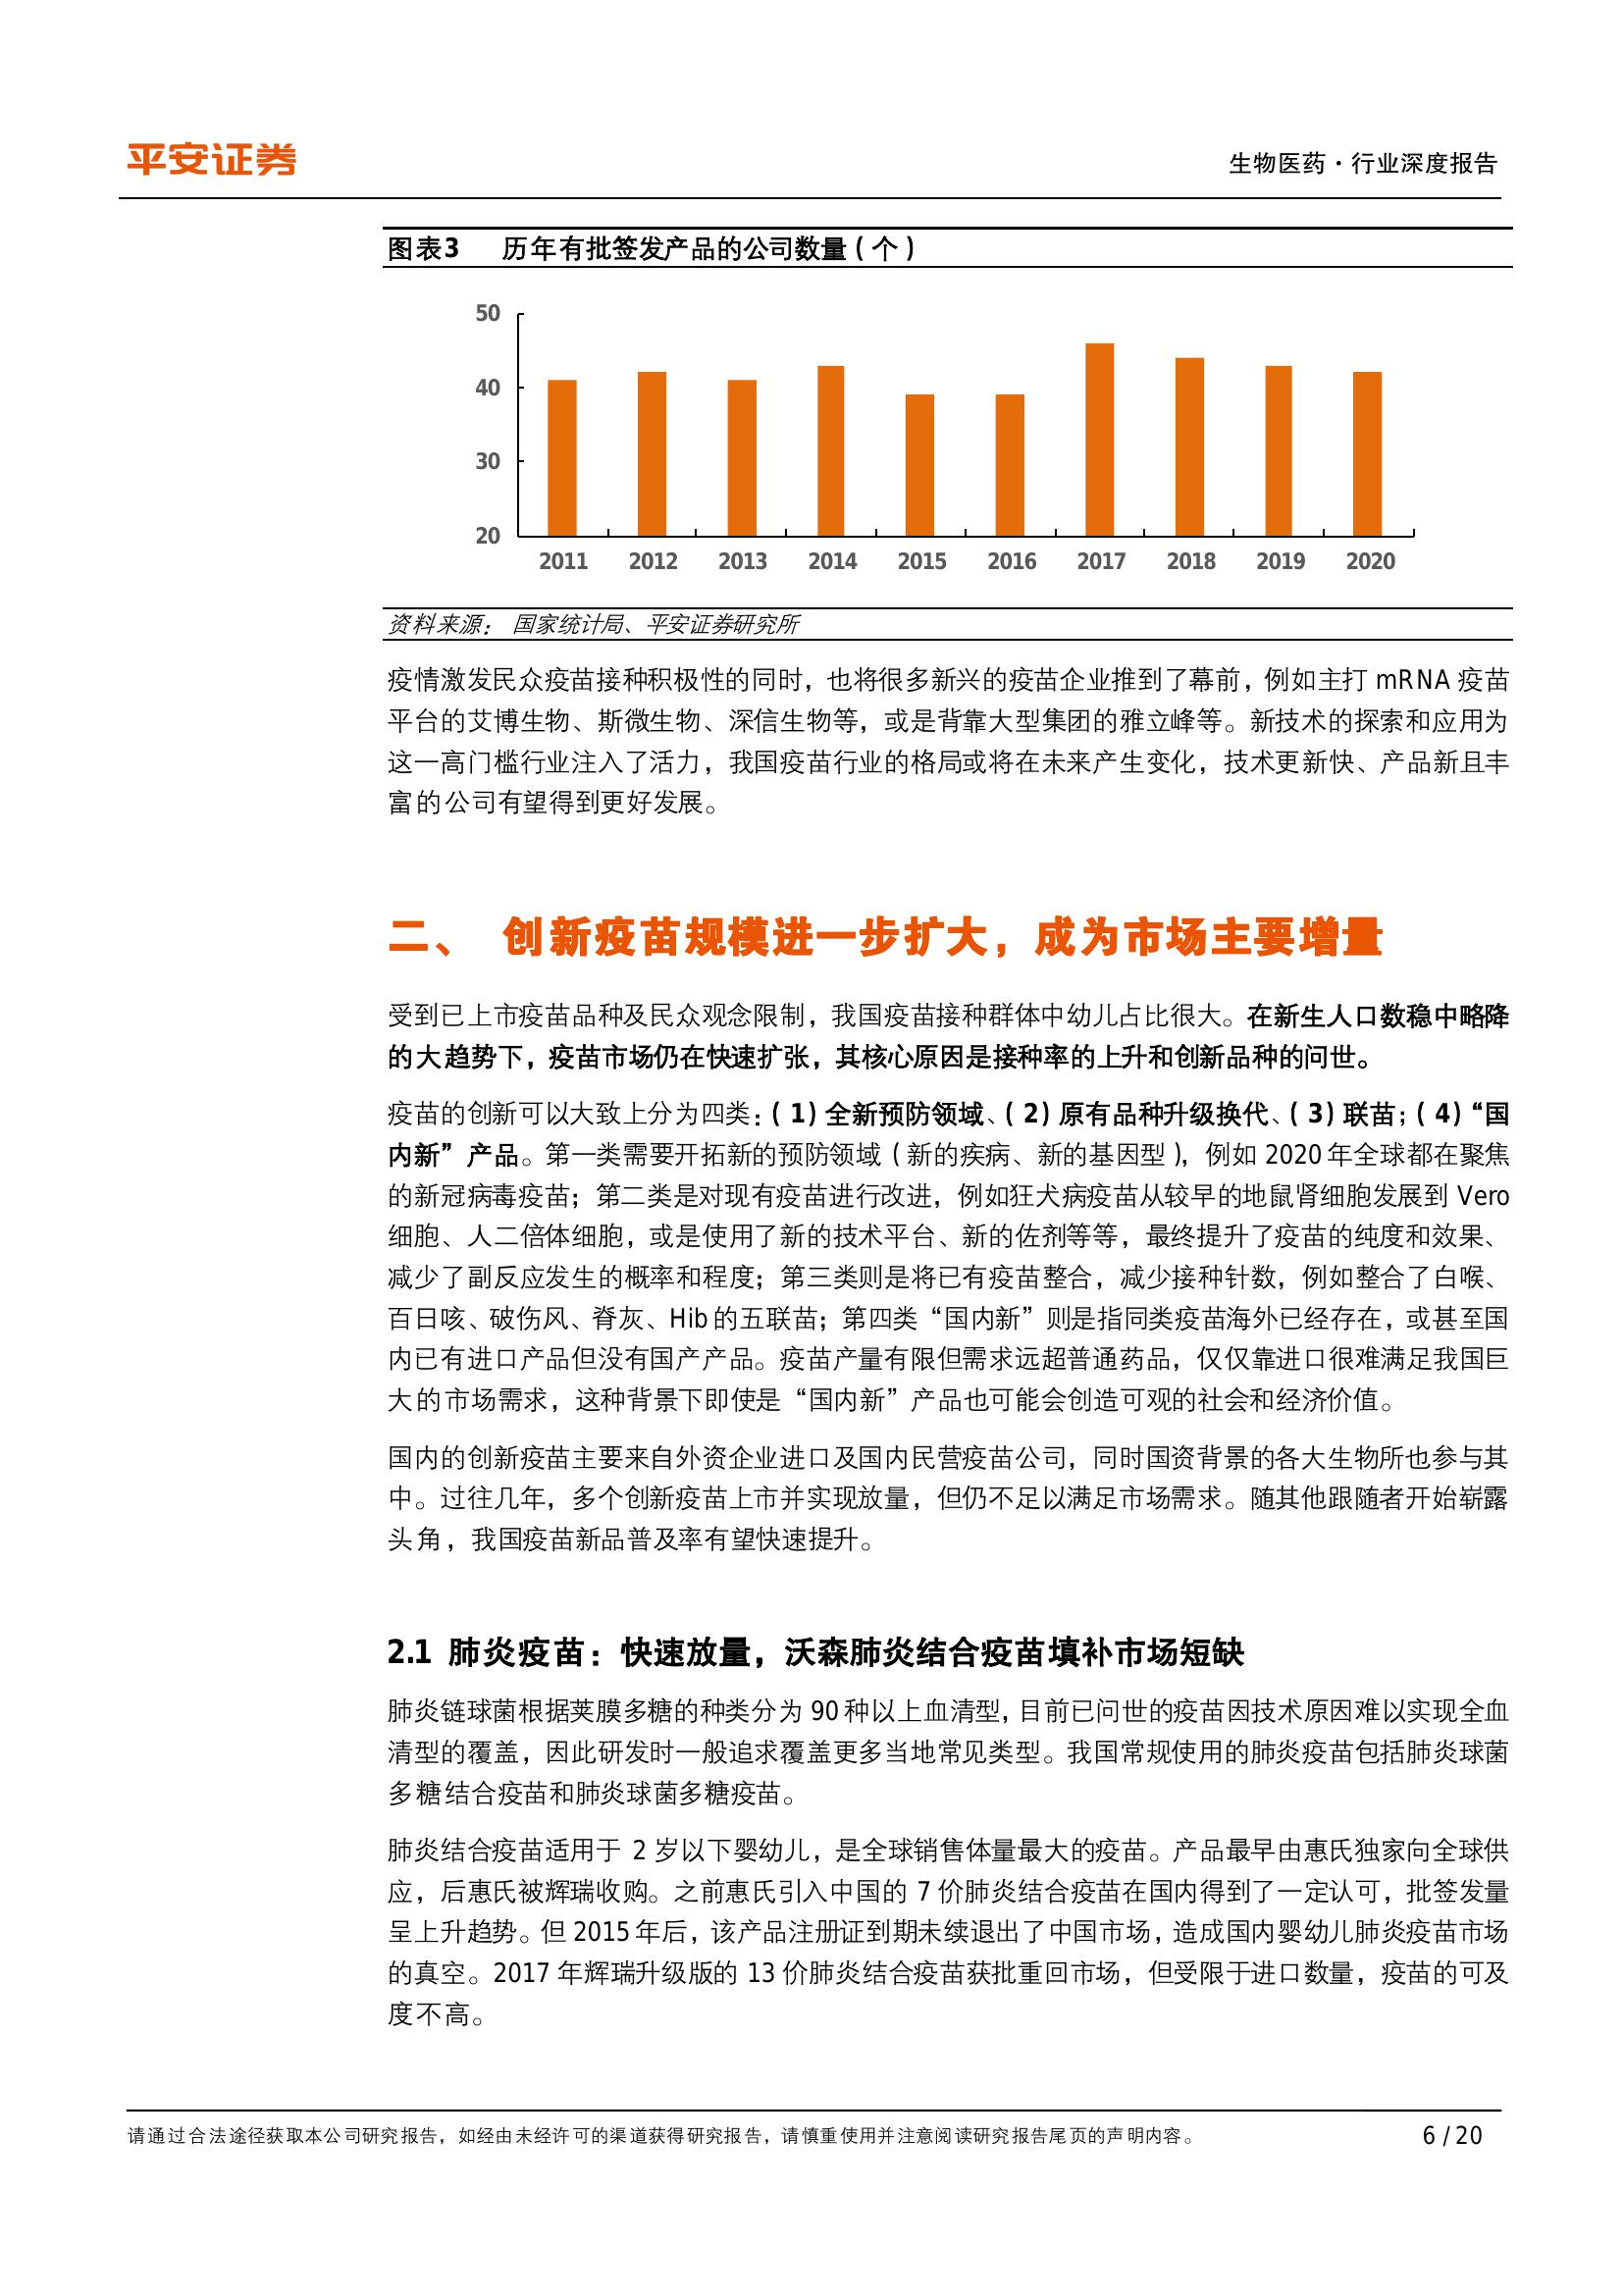 平安证券
生物医药·行业深度报告
图表3 历年有批签发产品的公司数量（个）
50
40
30
20
2011 2012 2013 2014 2015 2016 2017 2018 2019 2020
资料来源： 国家统计局、平安证券研究所
疫情激发民众疫苗接种积极性的同时，也将很多新兴的疫苗企业推到了幕前，例如主打 mRNA 疫苗
平台的艾博生物、斯微生物、深信生物等，或是背靠大型集团的雅立峰等。新技术的探索和应用为
这一高门槛行业注入了活力，我国疫苗行业的格局或将在未来产生变化，技术更新快、产品新且丰
富的公司有望得到更好发展。
二、 创新疫苗规模进一步扩大，成为市场主要增量
受到已上市疫苗品种及民众观念限制，我国疫苗接种群体中幼儿占比很大。在新生人口数稳中略降
的大趋势下，疫苗市场仍在快速扩张，其核心原因是接种率的上升和创新品种的问世。
疫苗的创新可以大致上分为四类：（1）全新预防领域、（2）原有品种升级换代、（3）联苗；（4）“国
内新”产品。第一类需要开拓新的预防领域（新的疾病、新的基因型），例如 2020 年全球都在聚焦
的新冠病毒疫苗；第二类是对现有疫苗进行改进，例如狂犬病疫苗从较早的地鼠肾细胞发展到 Vero
细胞、人二倍体细胞，或是使用了新的技术平台、新的佐剂等等，最终提升了疫苗的纯度和效果、
减少了副反应发生的概率和程度；第三类则是将已有疫苗整合，减少接种针数，例如整合了白喉、
百日咳、破伤风、脊灰、Hib 的五联苗；第四类“国内新”则是指同类疫苗海外已经存在，或甚至国
内已有进口产品但没有国产产品。疫苗产量有限但需求远超普通药品，仅仅靠进口很难满足我国巨
大的市场需求，这种背景下即使是“国内新”产品也可能会创造可观的社会和经济价值。
国内的创新疫苗主要来自外资企业进口及国内民营疫苗公司，同时国资背景的各大生物所也参与其
中。过往几年，多个创新疫苗上市并实现放量，但仍不足以满足市场需求。随其他跟随者开始崭露
头角，我国疫苗新品普及率有望快速提升。
2.1 肺炎疫苗：快速放量，沃森肺炎结合疫苗填补市场短缺
肺炎链球菌根据荚膜多糖的种类分为 90 种以上血清型，目前已问世的疫苗因技术原因难以实现全血
清型的覆盖，因此研发时一般追求覆盖更多当地常见类型。我国常规使用的肺炎疫苗包括肺炎球菌
多糖结合疫苗和肺炎球菌多糖疫苗。
肺炎结合疫苗适用于 2 岁以下婴幼儿，是全球销售体量最大的疫苗。产品最早由惠氏独家向全球供
应，后惠氏被辉瑞收购。之前惠氏引入中国的 7 价肺炎结合疫苗在国内得到了一定认可，批签发量
呈上升趋势。但 2015 年后，该产品注册证到期未续退出了中国市场，造成国内婴幼儿肺炎疫苗市场
的真空。2017 年辉瑞升级版的 13 价肺炎结合疫苗获批重回市场，但受限于进口数量，疫苗的可及
度不高。
请通过合法途径获取本公司研究报告，如经由未经许可的渠道获得研究报告，请慎重使用并注意阅读研究报告尾页的声明内容。
6 / 20